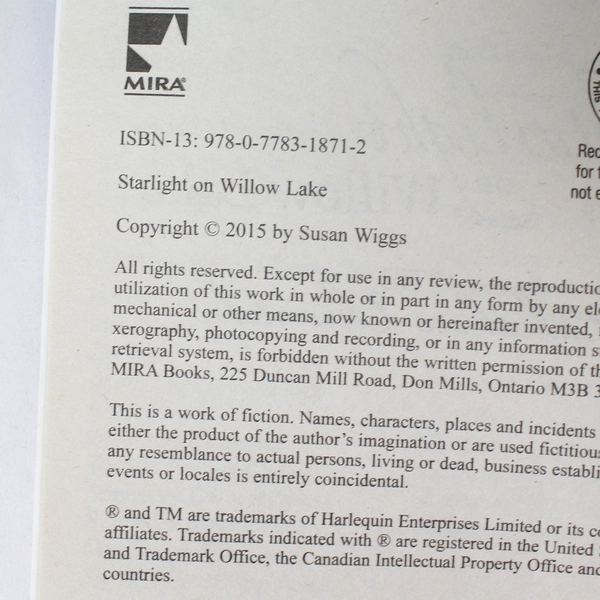 MIRA®
ISBN-13: 978-0-7783-1871-2
Starlight on Willow Lake
Copyright © 2015 by Susan Wiggs
All rights reserved. Except for use in any review, the
utilization of this work in whole or in part in any form by any
mechanical or other means, now known or hereinafter invented,
xerography, photocopying and recording, or in any information
retrieval system, is forbidden without the written permission of
MIRA Books, 225 Duncan Mill Road, Don Mills, Ontario M3B
This is a work of fiction. Names, characters, places and incidents
either the product of the author's imagination or are used
any resemblance to actual persons, living or dead, business
events or locales is entirely coincidental.
® and TM are trademarks of Harlequin Enterprises Limited or its
affiliates. Trademarks indicated with ® are registered in the United
and Trademark Office, the Canadian Intellectual Property Office and
countries.
THIS
for
not